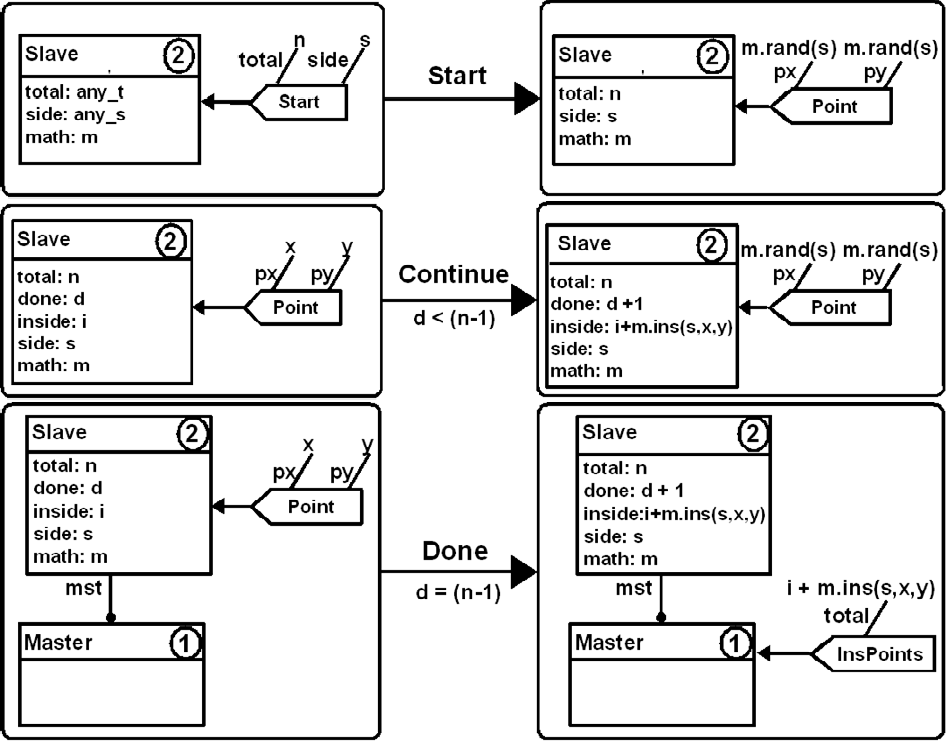 Slave 2
total: any_t
side: any_s
math: m
n s
total side
Start
Start
Slave 2
total: n
side: s
math: m
m.rand(s) m.rand(s)
px py
Point
Slave 2
total: n
done: d
inside: i
side: s
math: m
x y
px py
Point
Continue
d < (n-1)
Slave 2
total: n
done: d +1
inside: i+m.ins(s,x,y)
side: s
math: m
m.rand(s) m.rand(s)
px py
Point
Slave 2
total: n
done: d
inside: i
side: s
math: m
x y
px py
Point
mst
Master 1
Done
d = (n-1)
Slave 2
total: n
done: d + 1
inside:i+m.ins(s,x,y)
side: s
math: m
mst
Master 1
i + m.ins(s,x,y)
total
InsPoints